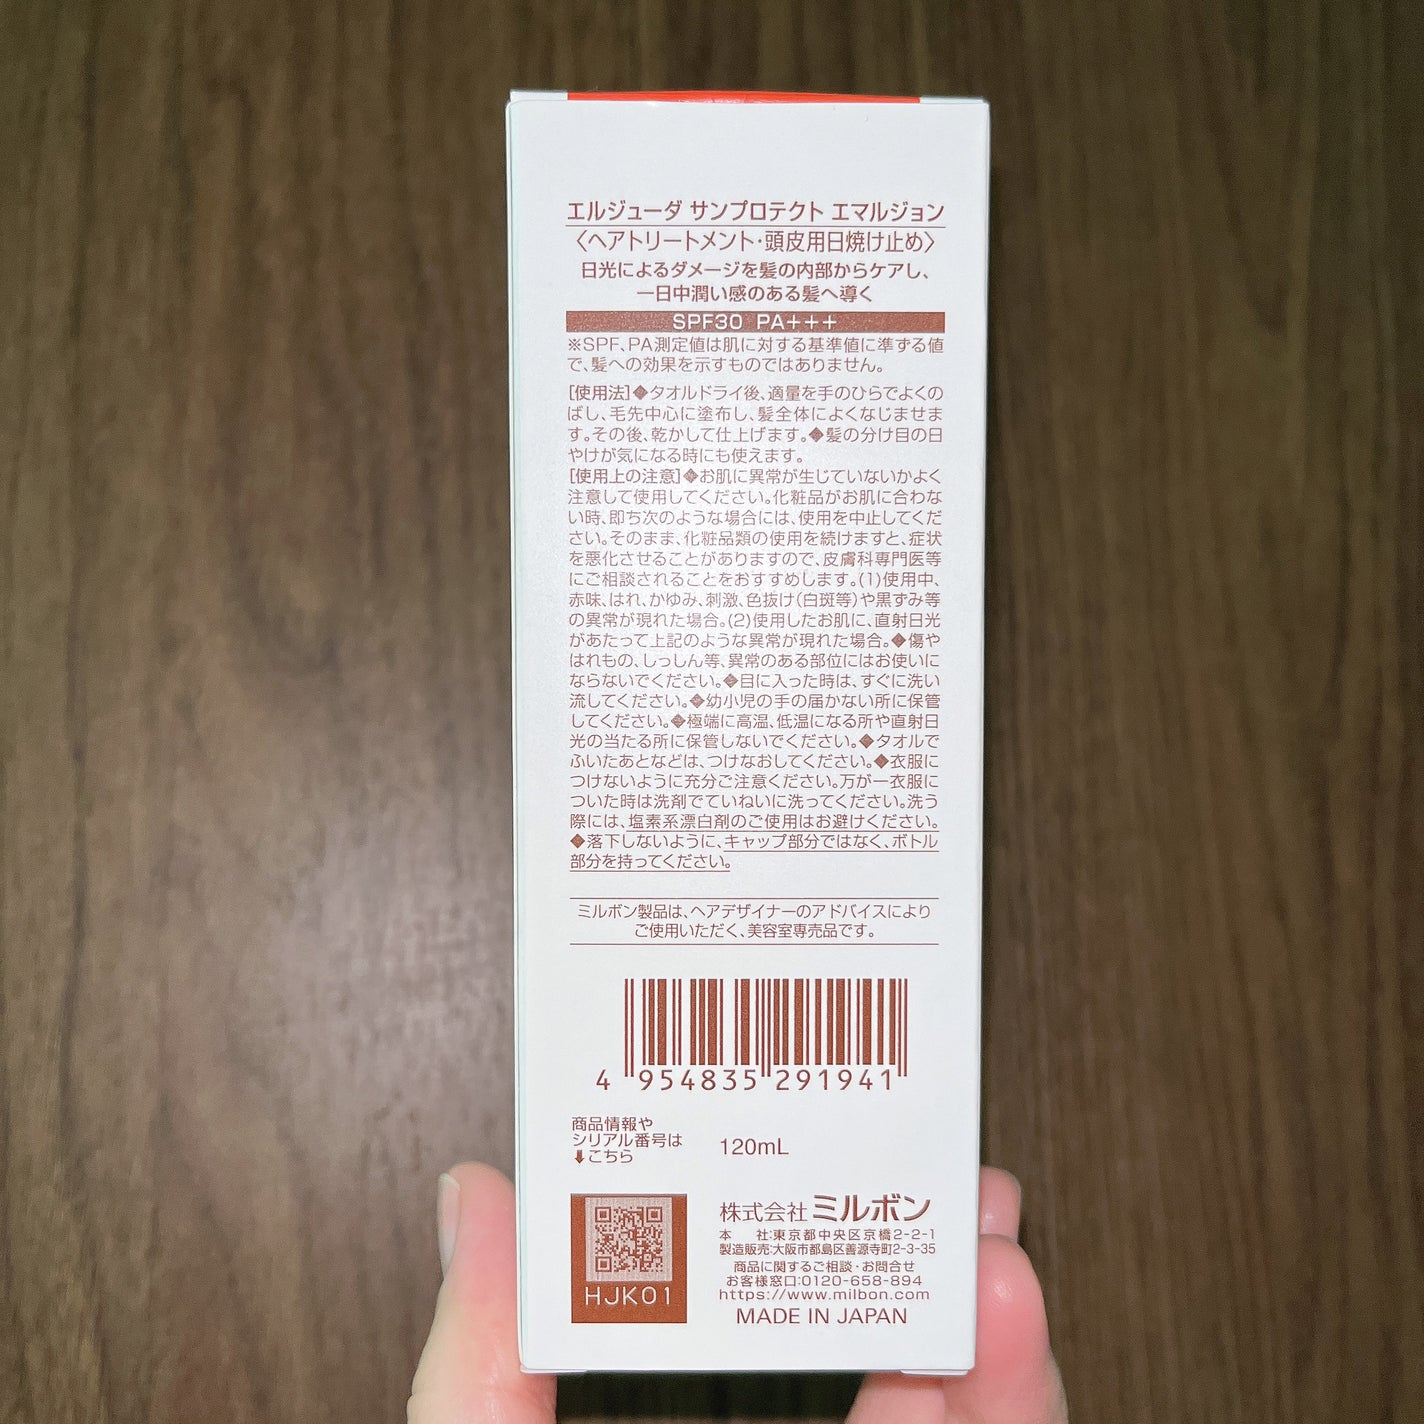 エルジューダ サンプロテクト エマルジョン
〈ヘアトリートメント･頭皮用日焼け止め〉
日光によるダメージを髪の内部からケアし、
一日中潤い感のある髪へ導く
SPF30 PA+++
※SPF、PA測定値は肌に対する基準値に準ずる値
で、髪への効果を示すものではありません。
[使用法]◆タオルドライ後、適量を手のひらでよくの
ばし、毛先中心に塗布し、髪全体によくなじませま
す。その後、乾かして仕上げます。◆髪の分け目の日
やけが気になる時にも使えます。
[使用上の注意]◆お肌に異常が生じていないかよく
注意して使用してください。化粧品がお肌に合わな
い時、即ち次のような場合には、使用を中止してくだ
さい。そのまま、化粧品類の使用を続けますと、症状
を悪化させることがありますので、皮膚科専門医等
にご相談されることをおすすめします。(1)使用中、
赤味、はれ、かゆみ、刺激、色抜け(白斑等)や黒ずみ等
の異常が現れた場合。(2)使用したお肌に、直射日光
があたって上記のような異常が現れた場合。◆傷や
はれもの、しっしん等、異常のある部位にはお使いに
ならないでください。◆目に入った時は、すぐに洗い
流してください。◆幼小児の手の届かない所に保管
してください。◆極端に高温、低温になる所や直射日
光の当たる所に保管しないでください。◆タオルで
ふいたあとなどは、つけなおしてください。◆衣服に
つけないように充分ご注意ください。万が一衣服に
ついた時は洗剤でていねいに洗ってください。洗う
際には、塩素系漂白剤のご使用はお避けください。
◆落下しないように、キャップ部分ではなく、ボトル
部分を持ってください。
ミルボン製品は、ヘアデザイナーのアドバイスにより
ご使用いただく、美容室専売品です。
4 954835 291941
商品情報や
シリアル番号は
⬇こちら
120mL
HJK01
株式会社ミルボン
本 社:東京都中央区京橋2-2-1
製造販売:大阪市都島区善源寺町2-3-35
商品に関するご相談･お問合せ
お客様窓口:0120-658-894
https://www.milbon.com
MADE IN JAPAN